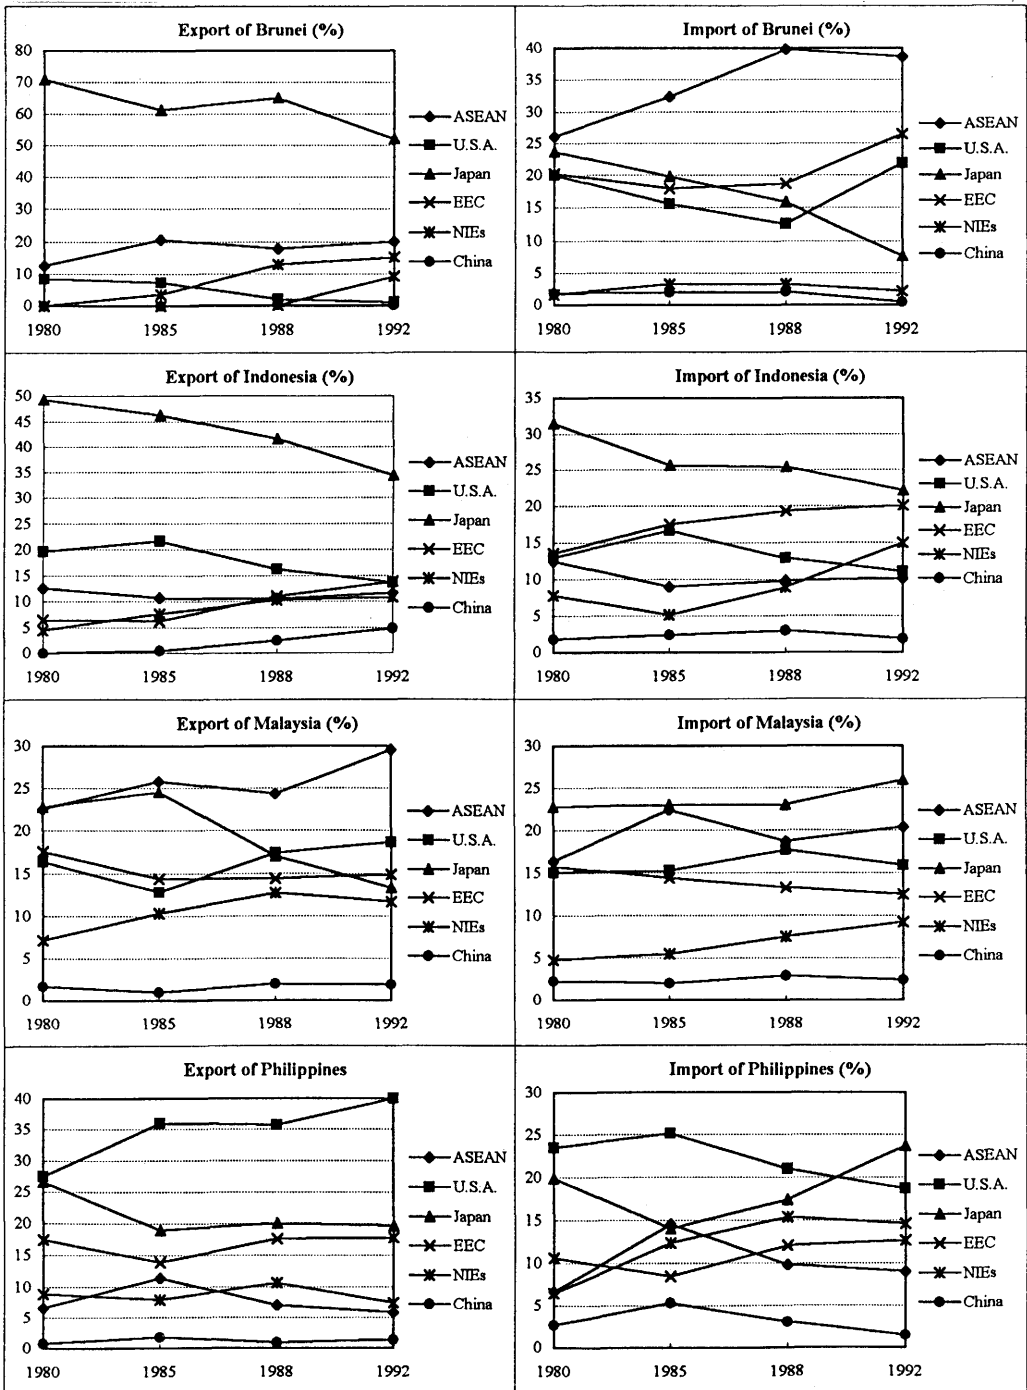 Export of Brunei (%)
80
70
60
50
40
30
20
10
0
1980 1985 1988 1992
ASEAN
U.S.A.
Japan
EEC
NIEs
China
Import of Brunei (%)
40
35
30
25
20
15
10
5
0
1980 1985 1988 1992
ASEAN
U.S.A.
Japan
EEC
NIEs
China
Export of Indonesia (%)
50
45
40
35
30
25
20
15
10
5
0
1980 1985 1988 1992
ASEAN
U.S.A.
Japan
EEC
NIEs
China
Import of Indonesia (%)
35
30
25
20
15
10
5
0
1980 1985 1988 1992
ASEAN
U.S.A.
Japan
EEC
NIEs
China
Export of Malaysia (%)
30
25
20
15
10
5
0
1980 1985 1988 1992
ASEAN
U.S.A.
Japan
EEC
NIEs
China
Import of Malaysia (%)
30
25
20
15
10
5
0
1980 1985 1988 1992
ASEAN
U.S.A.
Japan
EEC
NIEs
China
Export of Philippines
40
35
30
25
20
15
10
5
0
1980 1985 1988 1992
ASEAN
U.S.A.
Japan
EEC
NIEs
China
Import of Philippines (%)
30
25
20
15
10
5
0
1980 1985 1988 1992
ASEAN
U.S.A.
Japan
EEC
NIEs
China